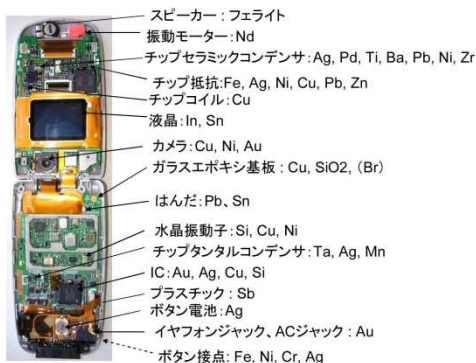 スピーカー：フェライト
振動モーター:Nd
チップセラミックコンデンサ:Ag, Pd, Ti, Ba, Pb, Ni, Zr
チップ抵抗:Fe, Ag, Ni, Cu, Pb, Zn
チップコイル:Cu
液晶:In, Sn
カメラ:Cu, Ni, Au
ガラスエポキシ基板：Cu, SiO2, (Br)
はんだ:Pb、Sn
水晶振動子:Si, Cu, Ni
チップタンタルコンデンサ:Ta, Ag, Mn
IC:Au, Ag, Cu, Si
プラスチック：Sb
ボタン電池:Ag
イヤフォンジャック、ACジャック：Au
ボタン接点: Fe, Ni, Cr, Ag